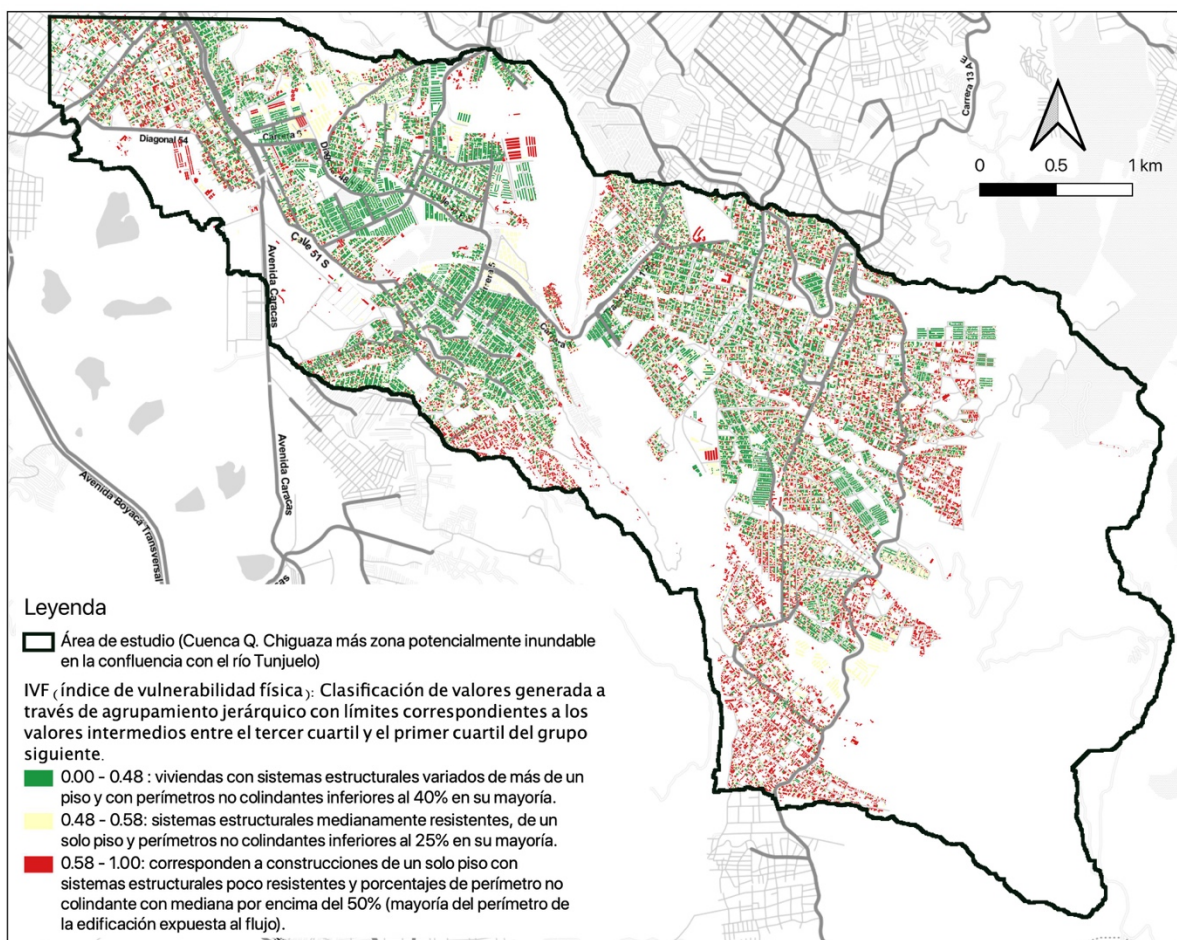 Carrera 13 A E
0 0.5 1 km
Diagonal 54
Carrera 5
Diagonal 48
Calle 51 S
Avenida Caracas
Carrera 5
Avenida Caracas
Avenida Boyaca Transversal
Leyenda
Área de estudio (Cuenca Q. Chiguaza más zona potencialmente inundable
en la confluencia con el río Tunjuelo)
IVF (índice de vulnerabilidad física): Clasificación de valores generada a
través de agrupamiento jerárquico con límites correspondientes a los
valores intermedios entre el tercer cuartil y el primer cuartil del grupo
siguiente.
0.00 - 0.48 : viviendas con sistemas estructurales variados de más de un
piso y con perímetros no colindantes inferiores al 40% en su mayoría.
0.48 - 0.58: sistemas estructurales medianamente resistentes, de un
solo piso y perímetros no colindantes inferiores al 25% en su mayoría.
0.58 - 1.00: corresponden a construcciones de un solo piso con
sistemas estructurales poco resistentes y porcentajes de perímetro no
colindante con mediana por encima del 50% (mayoría del perímetro de
la edificación expuesta al flujo).